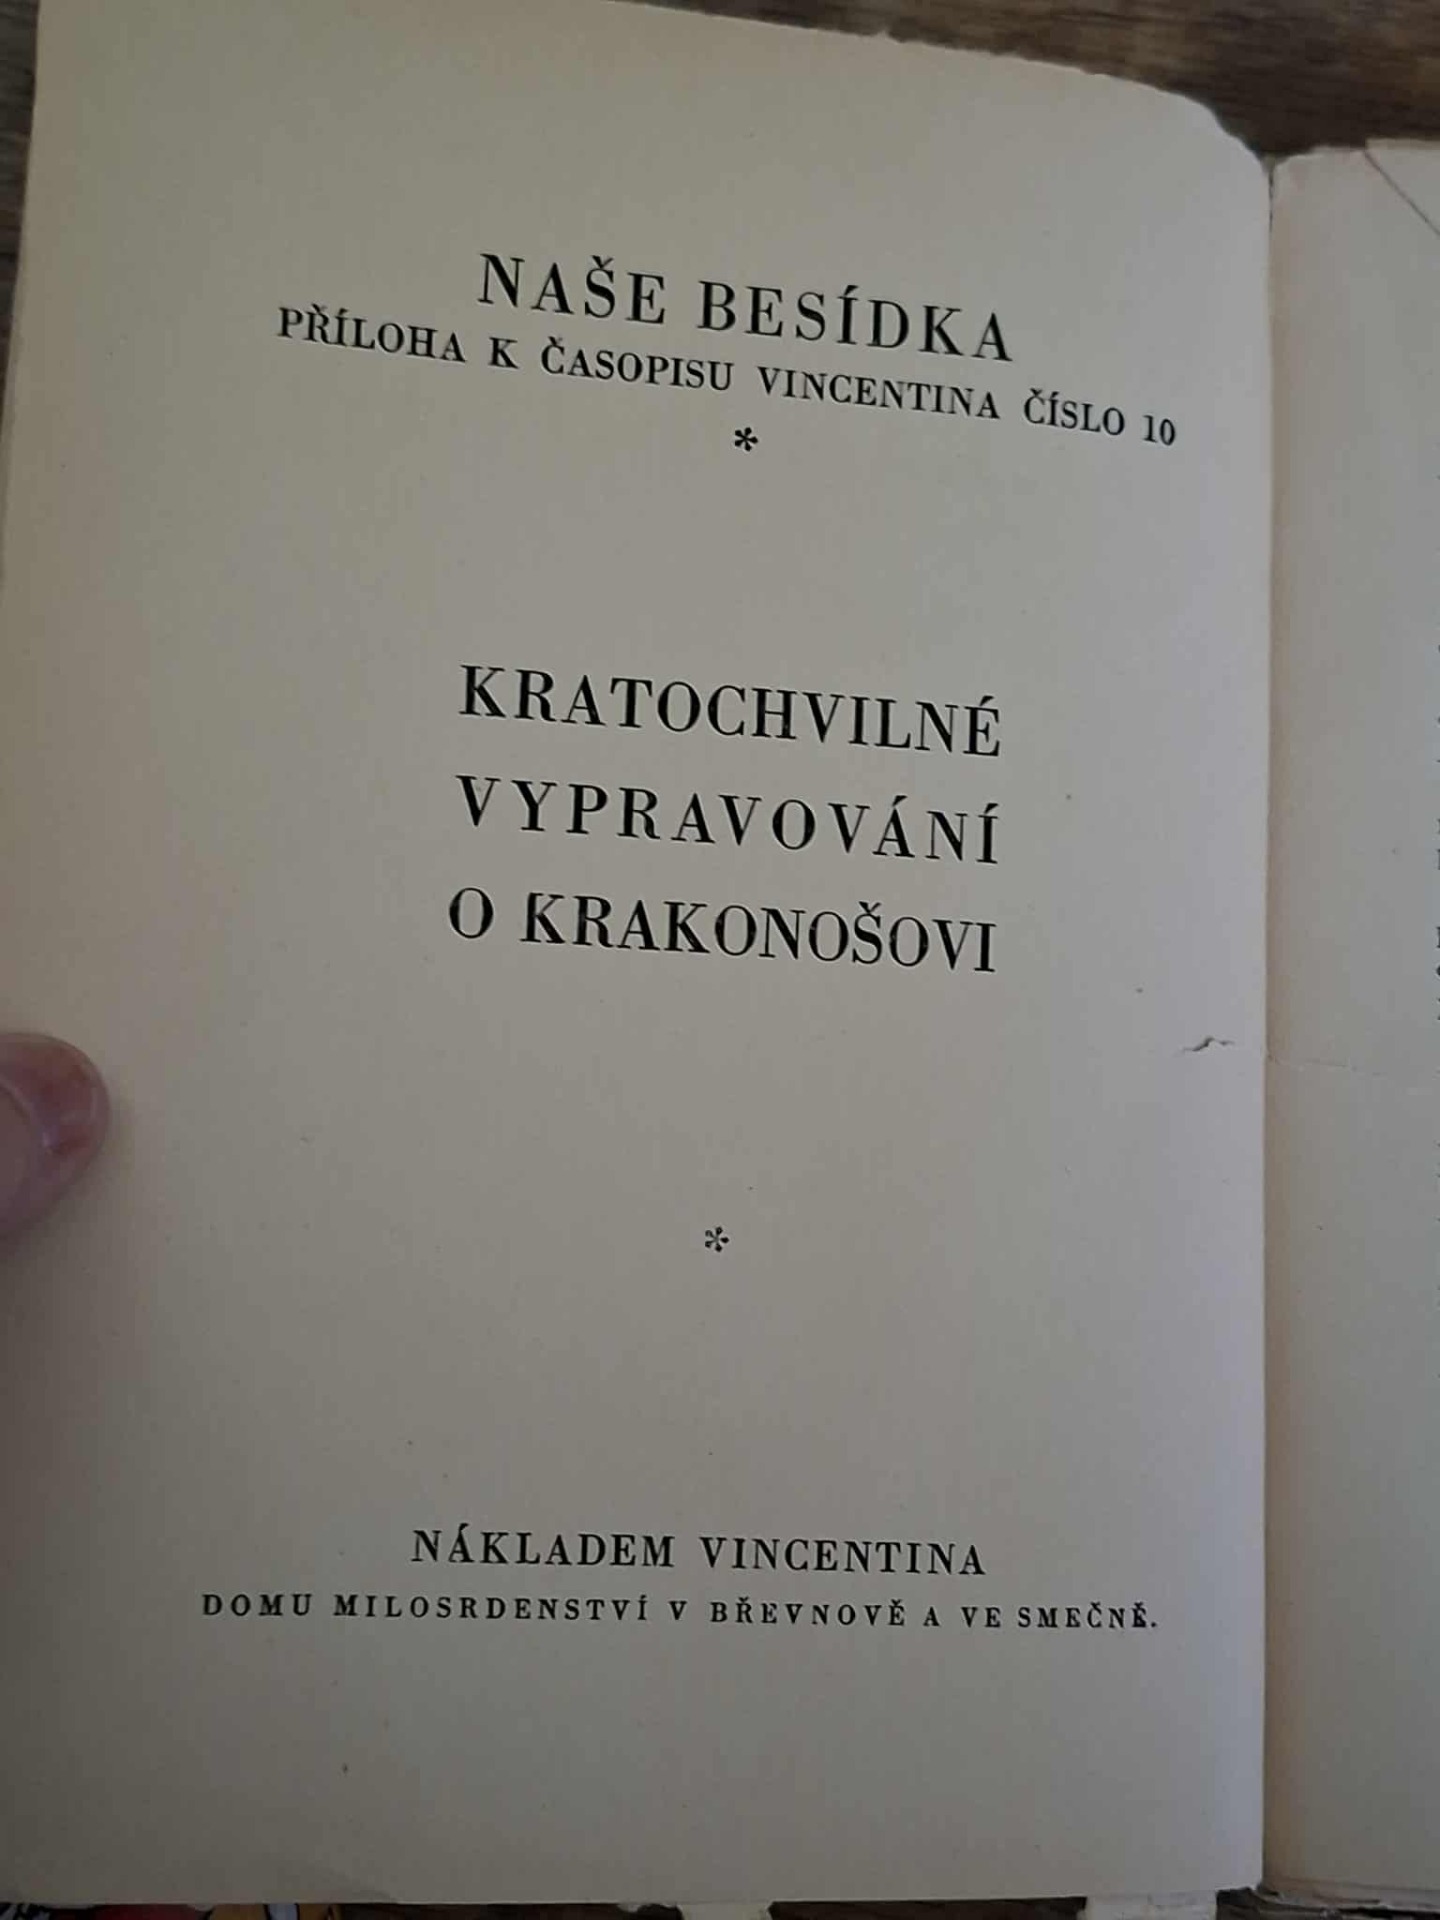 NAŠE BESÍDKA
PŘÍLOHA K ČASOPISU VINCENTINA ČÍSLO 10
*
KRATOCHVILNÉ
VYPRAVOVÁNÍ
O KRAKONOŠOVI
*
NÁKLADEM VINCENTINA
DOMU MILOSRDENSTVÍ V BŘEVNOVĚ A VE SMEČNĚ.